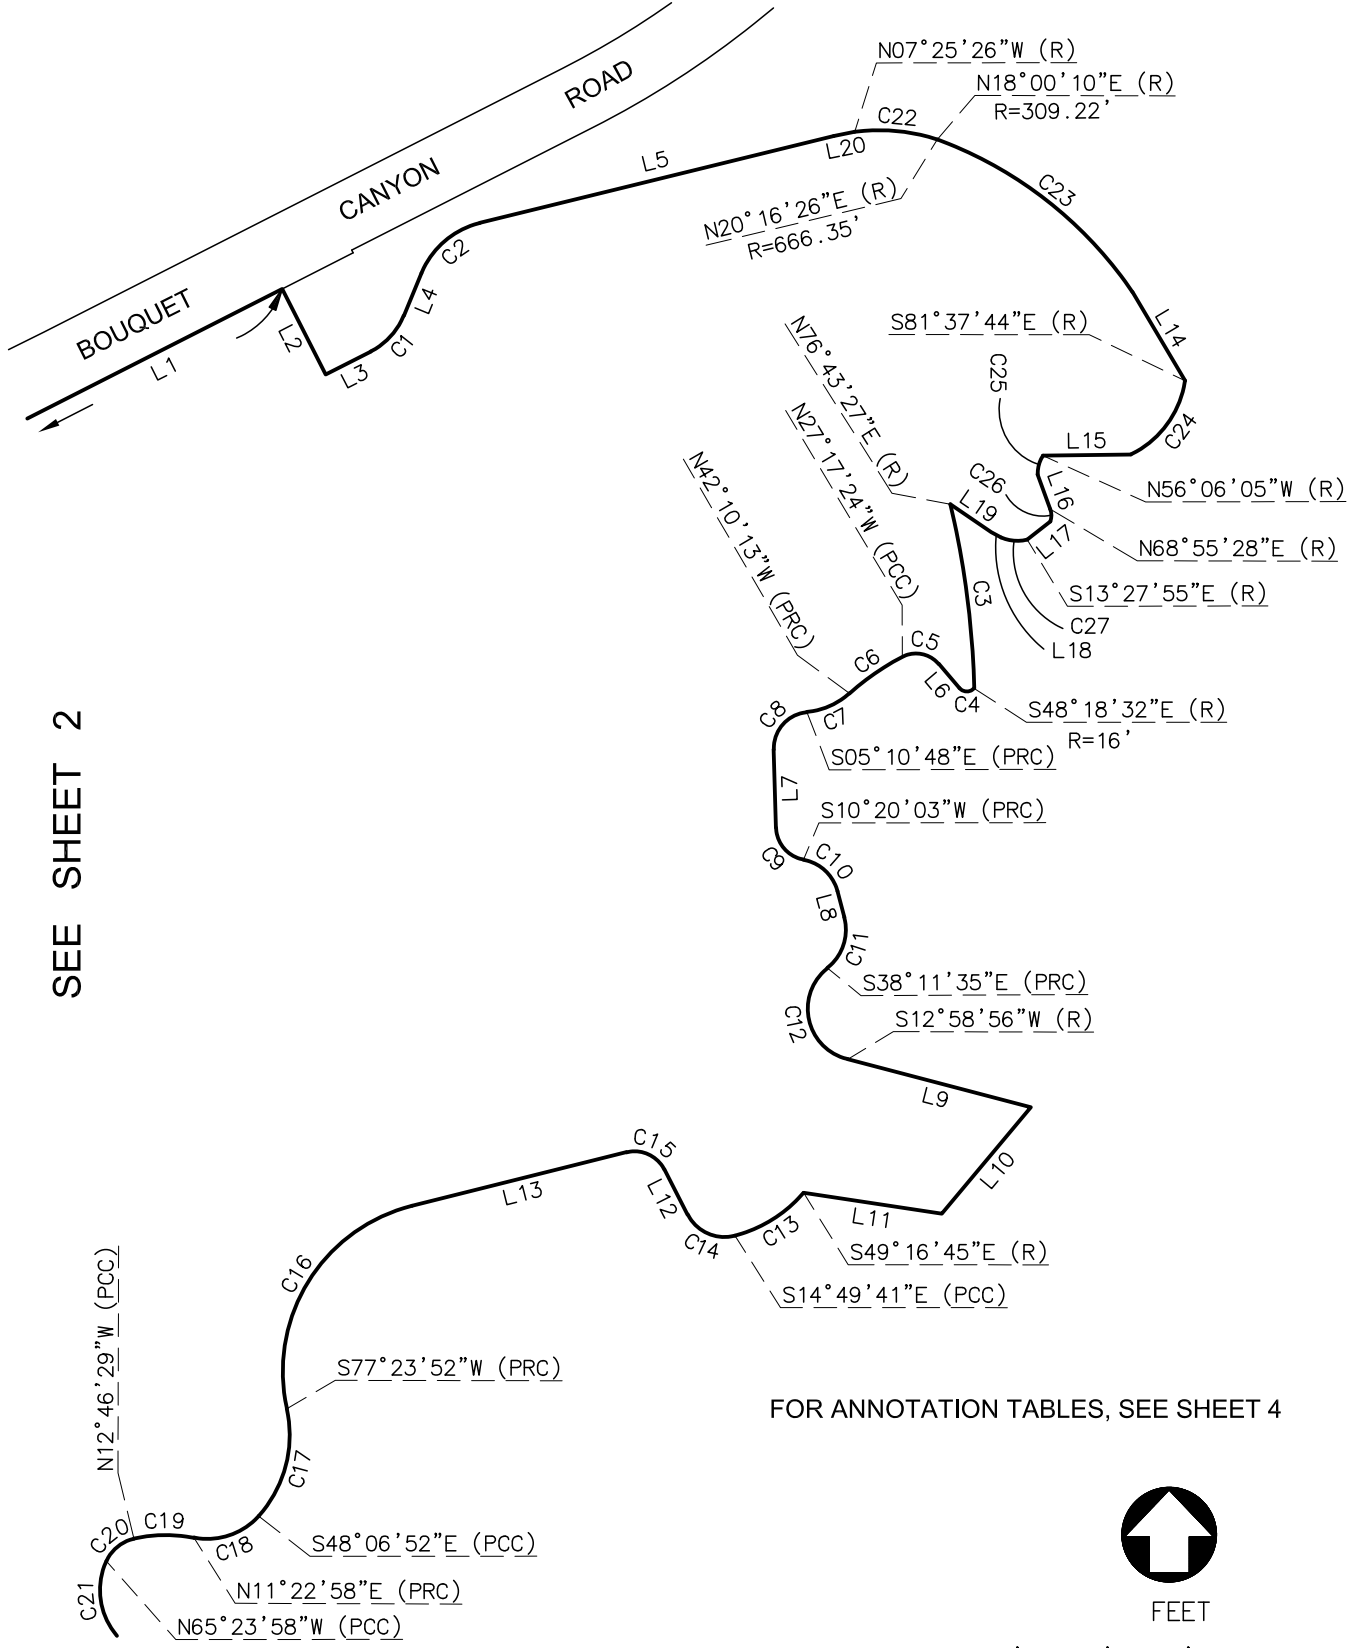 N07°25'26"W (R)
N18°00'10"E (R)
R=309.22'
C22
L20
L5
ROAD
CANYON
BOUQUET
N20°16'26"E (R)
R=666.35'
C23
C2
L4
L2
C1
L3
L1
S81°37'44"E (R)
L14
N76°43'27"E (R)
C25
C24
L15
N27°17'24"W (PCC)
N42°10'13"W (PRC)
C26
L16
L19
N56°06'05"W (R)
L17
N68°55'28"E (R)
S13°27'55"E (R)
C3
C27
L18
C5
C6
L6
C4
S48°18'32"E (R)
R=16'
C8
C7
S05°10'48"E (PRC)
L7
S10°20'03"W (PRC)
C9
C10
L8
C11
SEE SHEET 2
S38°11'35"E (PRC)
C12
S12°58'56"W (R)
L9
L10
C15
L13
L12
L11
C13
C14
S49°16'45"E (R)
S14°49'41"E (PCC)
C16
N12°46'29"W (PCC)
S77°23'52"W (PRC)
FOR ANNOTATION TABLES, SEE SHEET 4
C17
C19
C20
C18
S48°06'52"E (PCC)
C21
N11°22'58"E (PRC)
N65°23'58"W (PCC)
FEET